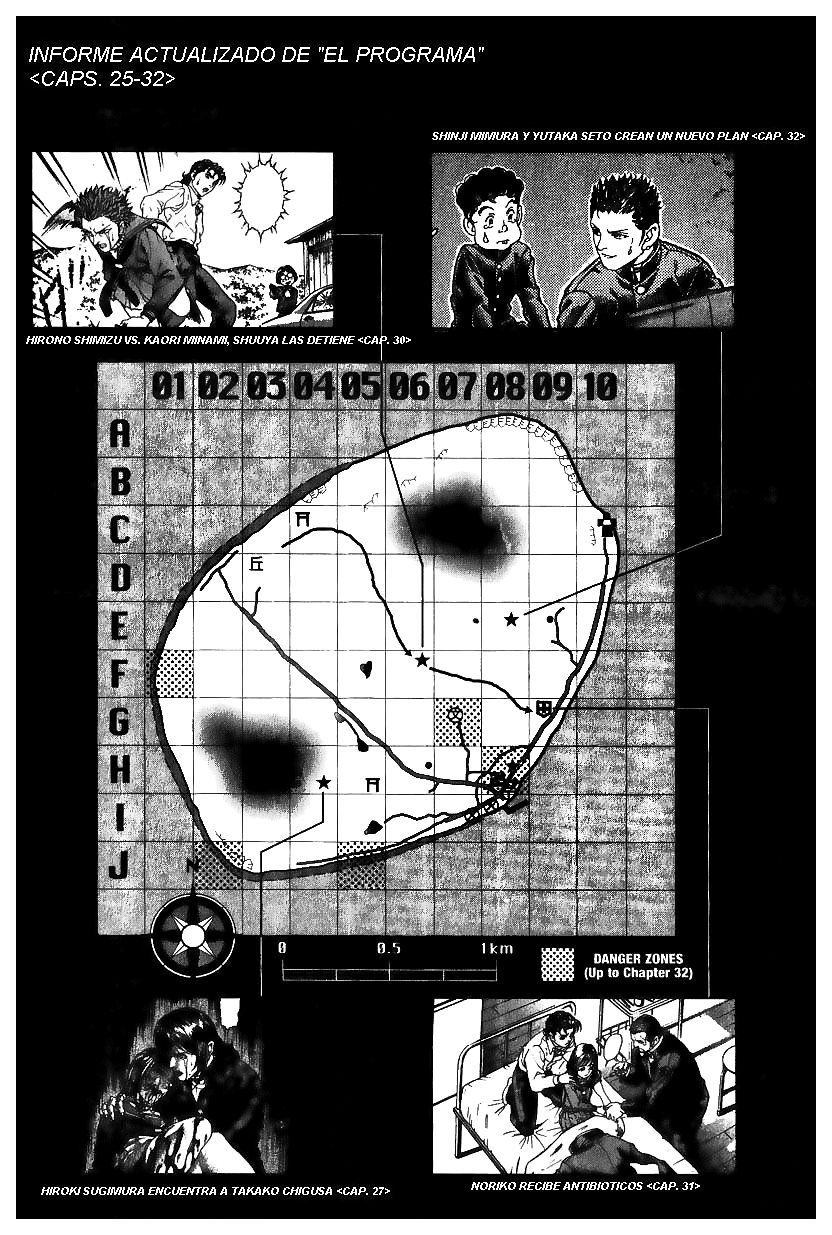 INFORME ACTUALIZADO DE "EL PROGRAMA"
<CAPS. 25-32>
SHINJI MIMURA Y YUTAKA SETO CREAN UN NUEVO PLAN <CAP. 32>
HIRONO SHIMIZU VS. KAORI MINAMI, SHUUYA LAS DETIENE <CAP. 30>
01 02 03 04 05 06 07 08 09 10
A
B
C
D
E
F
G
H
I
J
N
0 0.5 1km
DANGER ZONES
(Up to Chapter 32)
HIROKI SUGIMURA ENCUENTRA A TAKAKO CHIGUSA <CAP. 27>
NORIKO RECIBE ANTIBIOTICOS <CAP. 31>